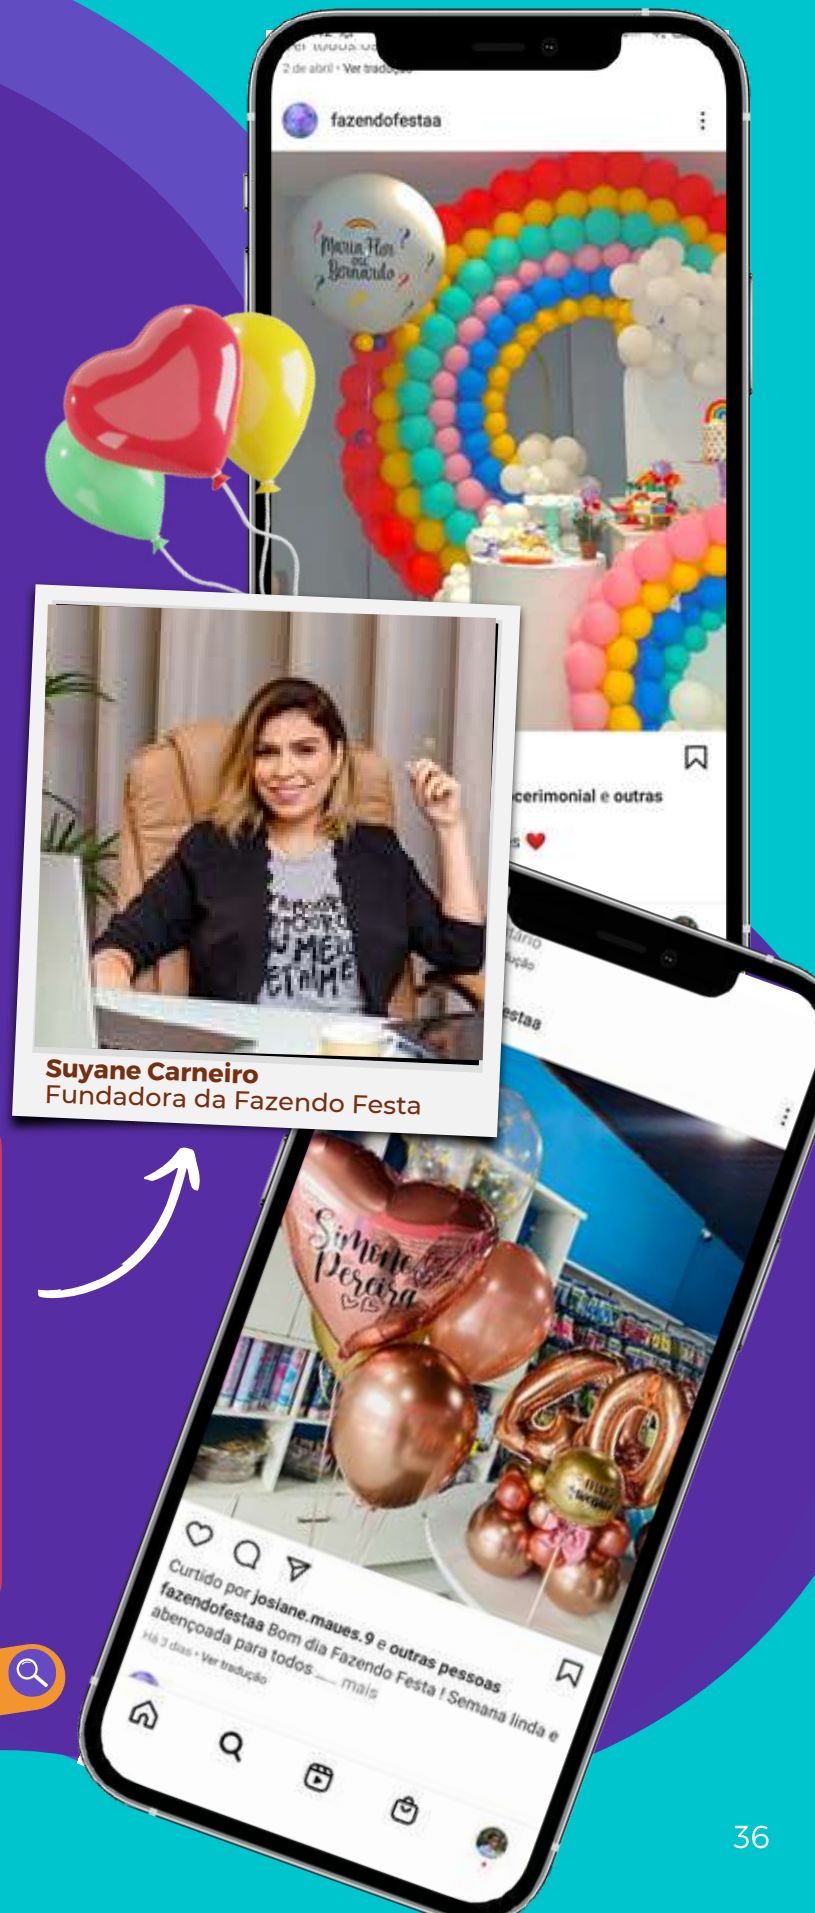 2 de abril • Ver tradução
fazendofestaa
Maria Flor
ou
Bernardo
cerimonial e outras
Suyane Carneiro
Fundadora da Fazendo Festa
Simone
Pereira
40
Curtido por josiane.maues.9 e outras pessoas
fazendofestaa Bom dia Fazendo Festa ! Semana linda e
abençoada para todos ..... mais
Há 3 dias • Ver tradução
36